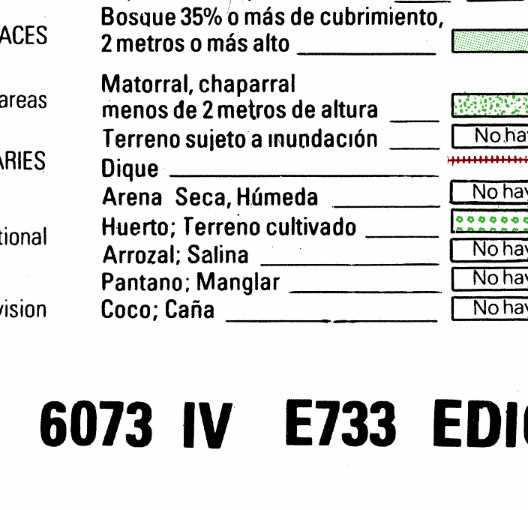 Bosque 35% o más de cubrimiento,
ACES
2 metros o más alto
Matorral, chaparral
areas
menos de 2 metros de altura
Terreno sujeto a inundación No hay
ARIES
Dique
Arena Seca, Húmeda No hay
Huerto; Terreno cultivado
tional
Arrozal; Salina No hay
Pantano; Manglar No hay
vision
Coco; Caña No hay
6073 IV E733 EDIC